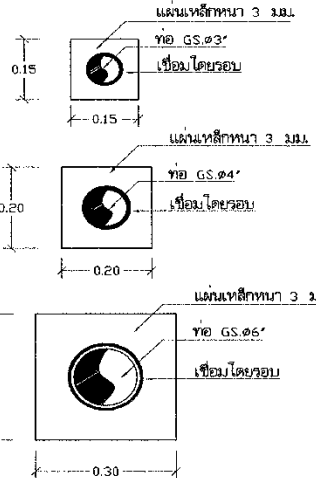 แผ่นเหล็กหนา 3 มม.
ท่อ GS.ø3"
เชื่อมโดยรอบ
0.15
0.15
แผ่นเหล็กหนา 3 มม.
ท่อ GS.ø4"
เชื่อมโดยรอบ
0.20
0.20
แผ่นเหล็กหนา 3 ม
ท่อ GS.ø6"
เชื่อมโดยรอบ
0.30